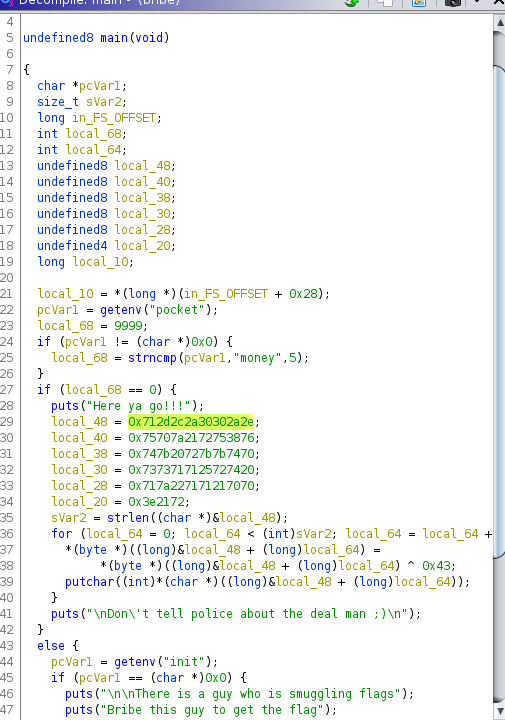 Decompile: main - (bribe)
4
5 undefined8 main(void)
6
7 {
8 char *pcVar1;
9 size_t sVar2;
10 long in_FS_OFFSET;
11 int local_68;
12 int local_64;
13 undefined8 local_48;
14 undefined8 local_40;
15 undefined8 local_38;
16 undefined8 local_30;
17 undefined8 local_28;
18 undefined4 local_20;
19 long local_10;
20
21 local_10 = *(long *)(in_FS_OFFSET + 0x28);
22 pcVar1 = getenv("pocket");
23 local_68 = 9999;
24 if (pcVar1 != (char *)0x0) {
25 local_68 = strncmp(pcVar1,"money",5);
26 }
27 if (local_68 == 0) {
28 puts("Here ya go!!!");
29 local_48 = 0x712d2c2a30302a2e;
30 local_40 = 0x75707a2172753876;
31 local_38 = 0x747b20727b7b7470;
32 local_30 = 0x7373717125727420;
33 local_28 = 0x717a227171217070;
34 local_20 = 0x3e2172;
35 sVar2 = strlen((char *)&local_48);
36 for (local_64 = 0; local_64 < (int)sVar2; local_64 = local_64 +
37 *(byte *)((long)&local_48 + (long)local_64) =
38 *(byte *)((long)&local_48 + (long)local_64) ^ 0x43;
39 putchar((int)*(char *)((long)&local_48 + (long)local_64));
40 }
41 puts("\nDon\'t tell police about the deal man ;)\n");
42 }
43 else {
44 pcVar1 = getenv("init");
45 if (pcVar1 == (char *)0x0) {
46 puts("\n\nThere is a guy who is smuggling flags");
47 puts("Bribe this guy to get the flag");